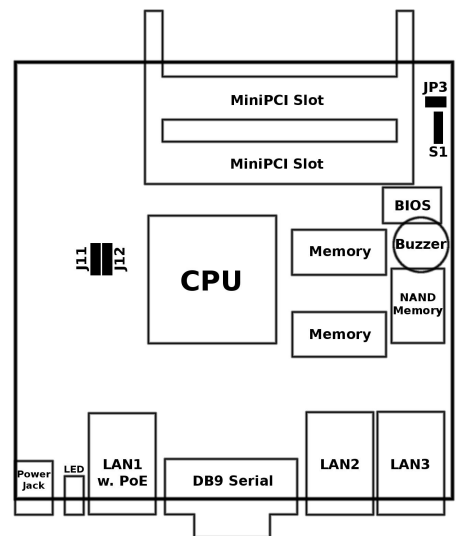 JP3
MiniPCI Slot
S1
MiniPCI Slot
BIOS
Buzzer
Memory
J11
J12
CPU
NAND
Memory
Memory
Power
Jack
LED
LAN1
w. PoE
DB9 Serial
LAN2
LAN3